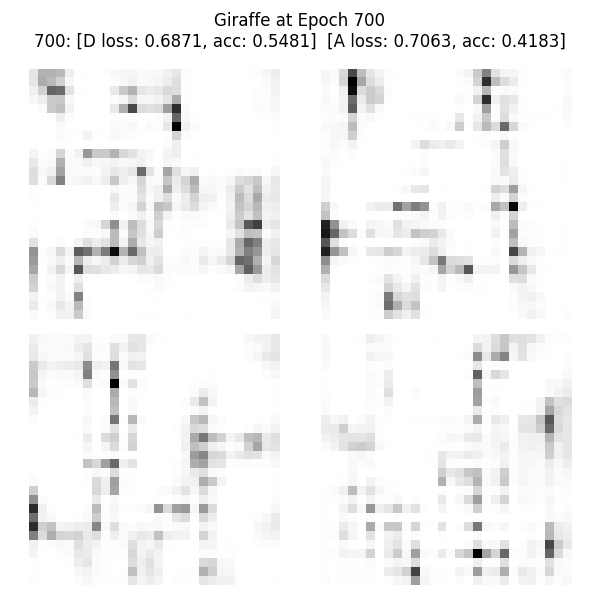 Giraffe at Epoch 700
700: [D loss: 0.6871, acc: 0.5481]  [A loss: 0.7063, acc: 0.4183]